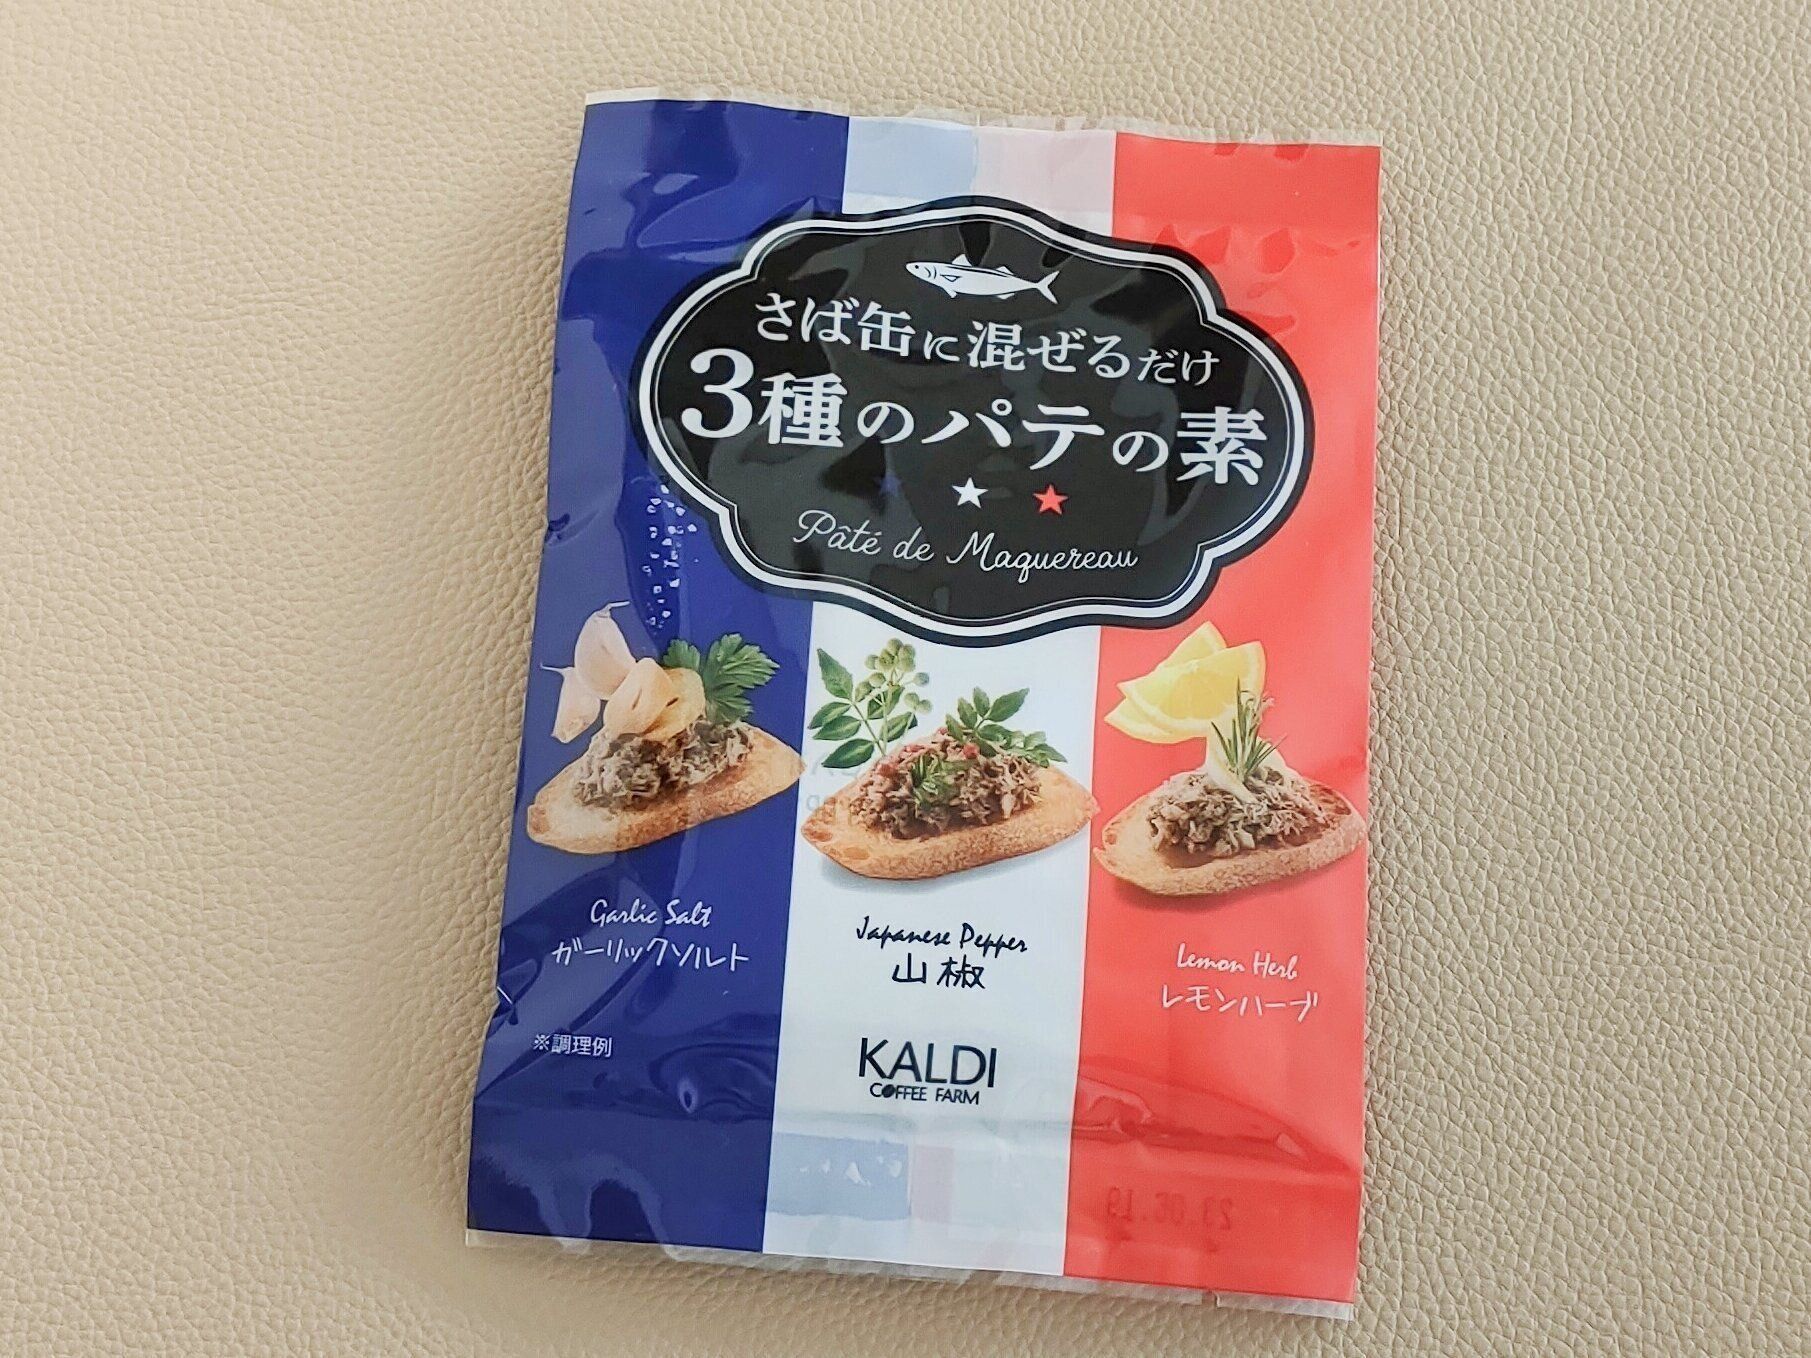 さば缶に混ぜるだけ
3種のパテの素
Pâté de Maquereau
Garlic Salt
ガーリックソルト
Japanese Pepper
山椒
Lemon Herb
レモンハーブ
※調理例
KALDI
COFFEE FARM